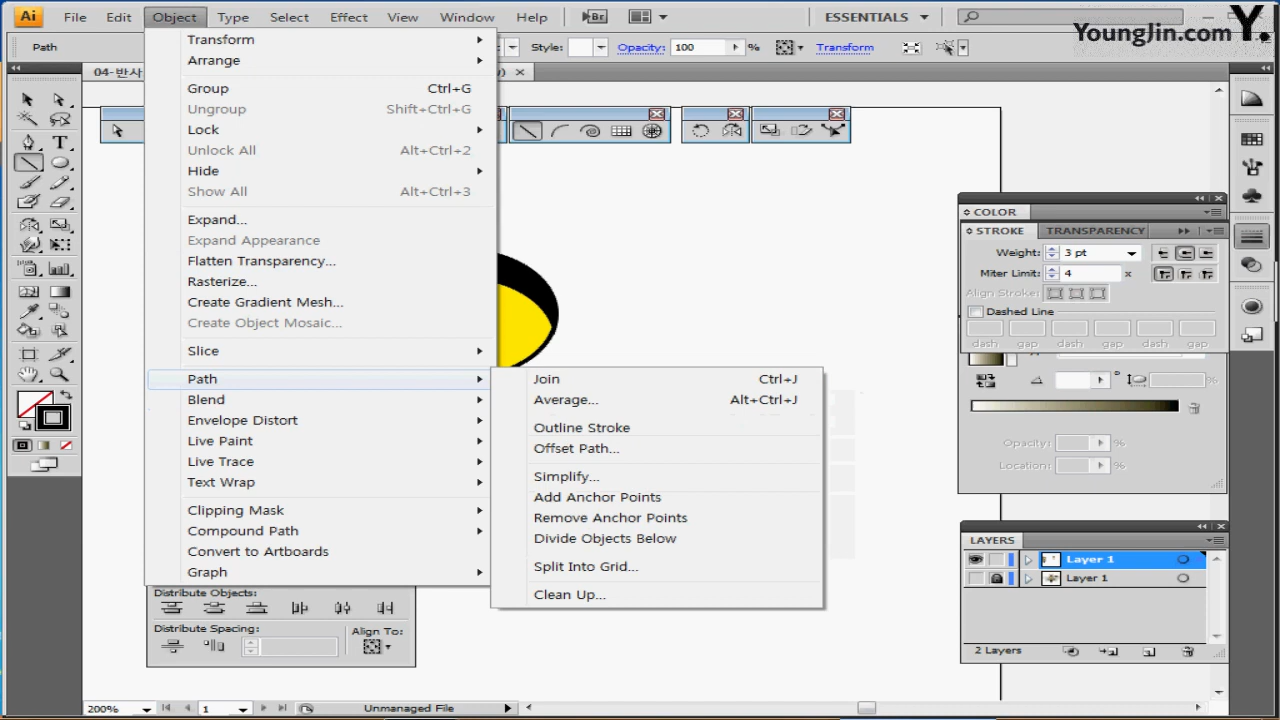 Ai File Edit Object Type Select Effect View Window Help Br ESSENTIALS
YoungJin.com Y.
Path Style: Opacity: 100 % Transform
04-반사
Transform
Arrange
Group Ctrl+G
Ungroup Shift+Ctrl+G
Lock
Unlock All Alt+Ctrl+2
Hide
Show All Alt+Ctrl+3
Expand...
Expand Appearance
Flatten Transparency...
Rasterize...
Create Gradient Mesh...
Create Object Mosaic...
Slice
Path
Blend
Envelope Distort
Live Paint
Live Trace
Text Wrap
Clipping Mask
Compound Path
Convert to Artboards
Graph
Join Ctrl+J
Average... Alt+Ctrl+J
Outline Stroke
Offset Path...
Simplify...
Add Anchor Points
Remove Anchor Points
Divide Objects Below
Split Into Grid...
Clean Up...
COLOR
STROKE TRANSPARENCY
Weight: 3 pt
Miter Limit: 4 x
Align Stroke:
Dashed Line
dash gap dash gap dash gap
%
Opacity: %
Location: %
LAYERS
Layer 1
Layer 1
2 Layers
Distribute Objects:
Distribute Spacing: Align To:
200% 1 Unmanaged File